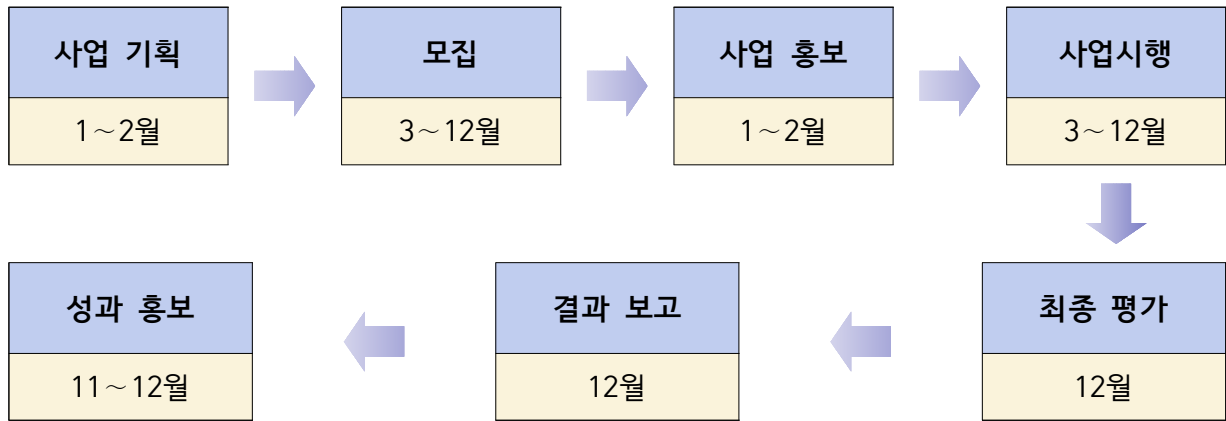 사업 기획
1～2월
모집
3～12월
사업 홍보
1～2월
사업시행
3～12월
최종 평가
12월
결과 보고
12월
성과 홍보
11～12월